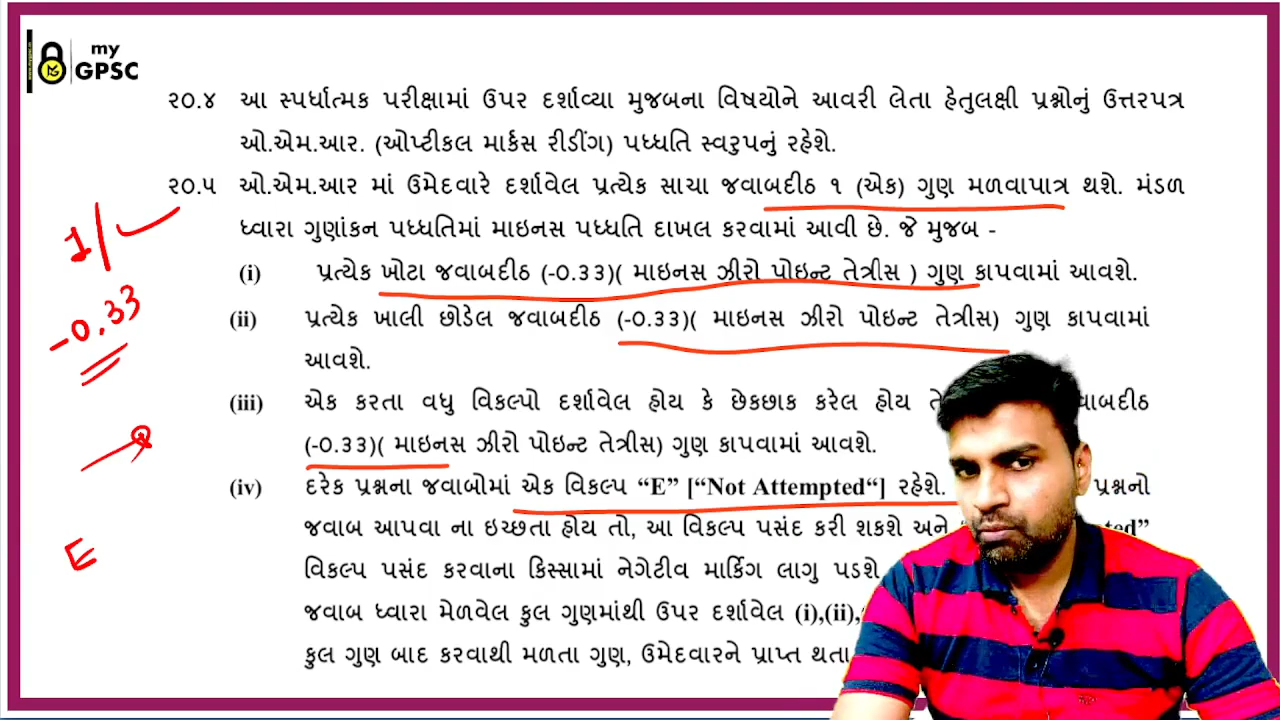 my
GPSC
૨૦.૪ આ સ્પર્ધાત્મક પરીક્ષામાં ઉપર દર્શાવ્યા મુજબના વિષયોને આવરી લેતા હેતુલક્ષી પ્રશ્નોનું ઉત્તરપત્ર
ઓ.એમ.આર. (ઓપ્ટીકલ માર્કસ રીડીંગ) પધ્ધતિ સ્વરુપનું રહેશે.
૨૦.૫ ઓ.એમ.આર માં ઉમેદવારે દર્શાવેલ પ્રત્યેક સાચા જવાબદીઠ ૧ (એક) ગુણ મળવાપાત્ર થશે. મંડળ
ધ્વારા ગુણાંકન પધ્ધતિમાં માઇનસ પધ્ધતિ દાખલ કરવામાં આવી છે. જે મુજબ -
1/
(i) પ્રત્યેક ખોટા જવાબદીઠ (-0.33)( માઇનસ ઝીરો પોઇન્ટ તેત્રીસ ) ગુણ કાપવામાં આવશે.
-0.33
(ii) પ્રત્યેક ખાલી છોડેલ જવાબદીઠ (-0.33)( માઇનસ ઝીરો પોઇન્ટ તેત્રીસ) ગુણ કાપવામાં
આવશે.
(iii) એક કરતા વધુ વિકલ્પો દર્શાવેલ હોય કે છેકછાક કરેલ હોય
(-0.33)( માઇનસ ઝીરો પોઇન્ટ તેત્રીસ) ગુણ કાપવામાં આવશે.
(iv) દરેક પ્રશ્નના જવાબોમાં એક વિકલ્પ “E” [“Not Attempted“] રહેશે. પ્રશ્નનો
જવાબ આપવા ના ઇચ્છતા હોય તો, આ વિકલ્પ પસંદ કરી શકશે અને
E
વિકલ્પ પસંદ કરવાના કિસ્સામાં નેગેટીવ માર્કિંગ લાગુ પડશે
જવાબ ધ્વારા મેળવેલ કુલ ગુણમાંથી ઉપર દર્શાવેલ (i),(ii),
કુલ ગુણ બાદ કરવાથી મળતા ગુણ, ઉમેદવારને પ્રાપ્ત થતા